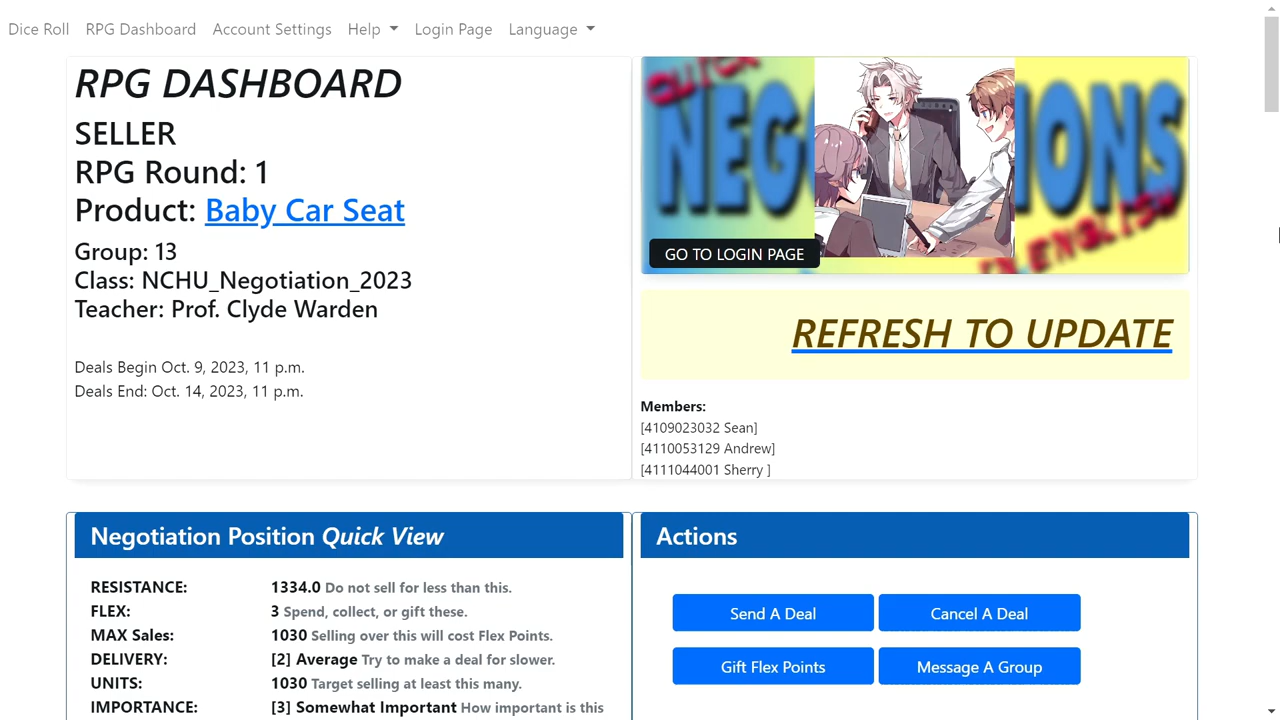 Dice Roll RPG Dashboard Account Settings Help Login Page Language
RPG DASHBOARD
SELLER
RPG Round: 1
Product: Baby Car Seat
Group: 13
Class: NCHU_Negotiation_2023
Teacher: Prof. Clyde Warden
Deals Begin Oct. 9, 2023, 11 p.m.
Deals End: Oct. 14, 2023, 11 p.m.
QUICK
NEG IONS
IN ENGLISH
GO TO LOGIN PAGE
REFRESH TO UPDATE
Members:
[4109023032 Sean]
[4110053129 Andrew]
[4111044001 Sherry ]
Negotiation Position Quick View
RESISTANCE: 1334.0 Do not sell for less than this.
FLEX: 3 Spend, collect, or gift these.
MAX Sales: 1030 Selling over this will cost Flex Points.
DELIVERY: [2] Average Try to make a deal for slower.
UNITS: 1030 Target selling at least this many.
IMPORTANCE: [3] Somewhat Important How important is this
Actions
Send A Deal Cancel A Deal
Gift Flex Points Message A Group